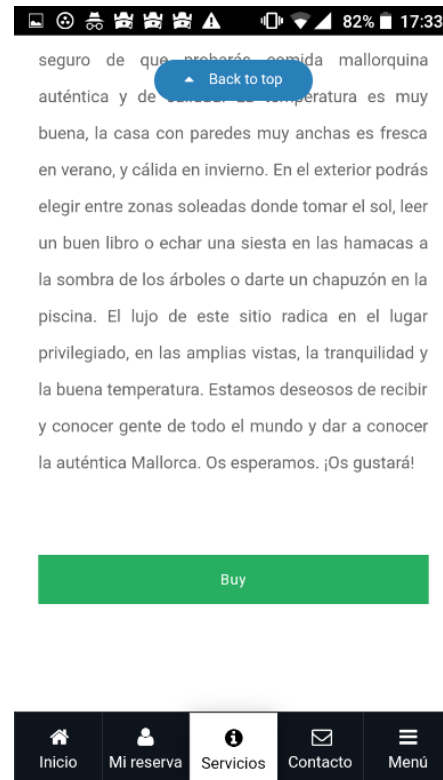 82% 17:33
seguro de que probarás comida mallorquina
Back to top
auténtica y de temperatura es muy
buena, la casa con paredes muy anchas es fresca
en verano, y cálida en invierno. En el exterior podrás
elegir entre zonas soleadas donde tomar el sol, leer
un buen libro o echar una siesta en las hamacas a
la sombra de los árboles o darte un chapuzón en la
piscina. El lujo de este sitio radica en el lugar
privilegiado, en las amplias vistas, la tranquilidad y
la buena temperatura. Estamos deseosos de recibir
y conocer gente de todo el mundo y dar a conocer
la auténtica Mallorca. Os esperamos. ¡Os gustará!
Buy
Inicio Mi reserva Servicios Contacto Menú